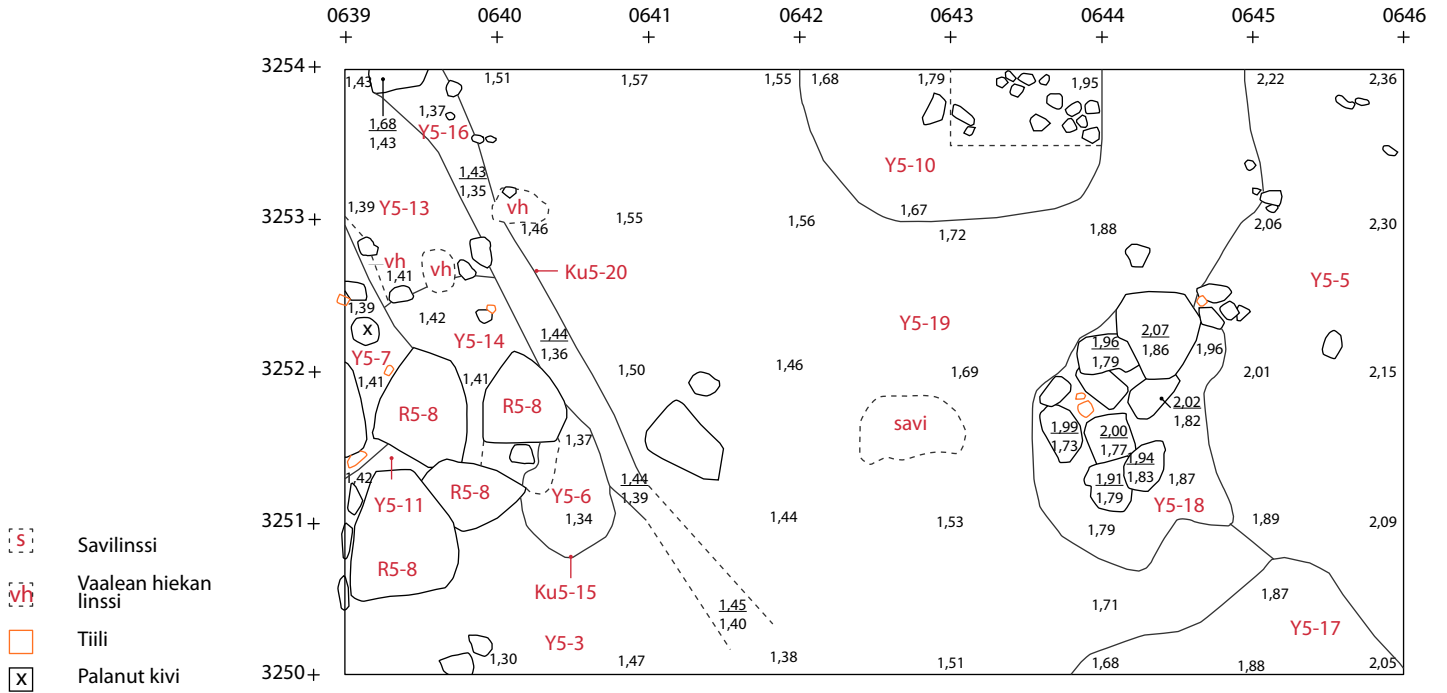 0639 0640 0641 0642 0643 0644 0645 0646
3254
1,43 1,51 1,57 1,55 1,68 1,79 1,95 2,22 2,36
1,37
1,68
1,43
Y5-16
Y5-10
1,43
1,35
1,39 Y5-13 vh 1,67
3253
1,46 1,55 1,56 1,72 1,88 2,06 2,30
vh vh
1,41
Ku5-20
Y5-5
1,39
1,42
Y5-19
x
Y5-14
1,44
1,36
2,07
1,86
1,96
1,79
1,96
Y5-7
3252
1,41 1,41 1,50 1,46 1,69 2,01 2,15
R5-8 R5-8
2,02
1,82
savi
1,99
1,73
2,00
1,77
1,37
1,94
1,83
1,42
1,44
1,39
1,91
1,79
1,87
R5-8
Y5-11 Y5-6 Y5-18
3251
1,34 1,44 1,53 1,79 1,89 2,09
R5-8
Ku5-15
1,45
1,40
1,71 1,87
Y5-17
Y5-3
3250
1,30 1,47 1,38 1,51 1,68 1,88 2,05
s Savilinssi
vh Vaalean hiekan
linssi
Tiili
x Palanut kivi